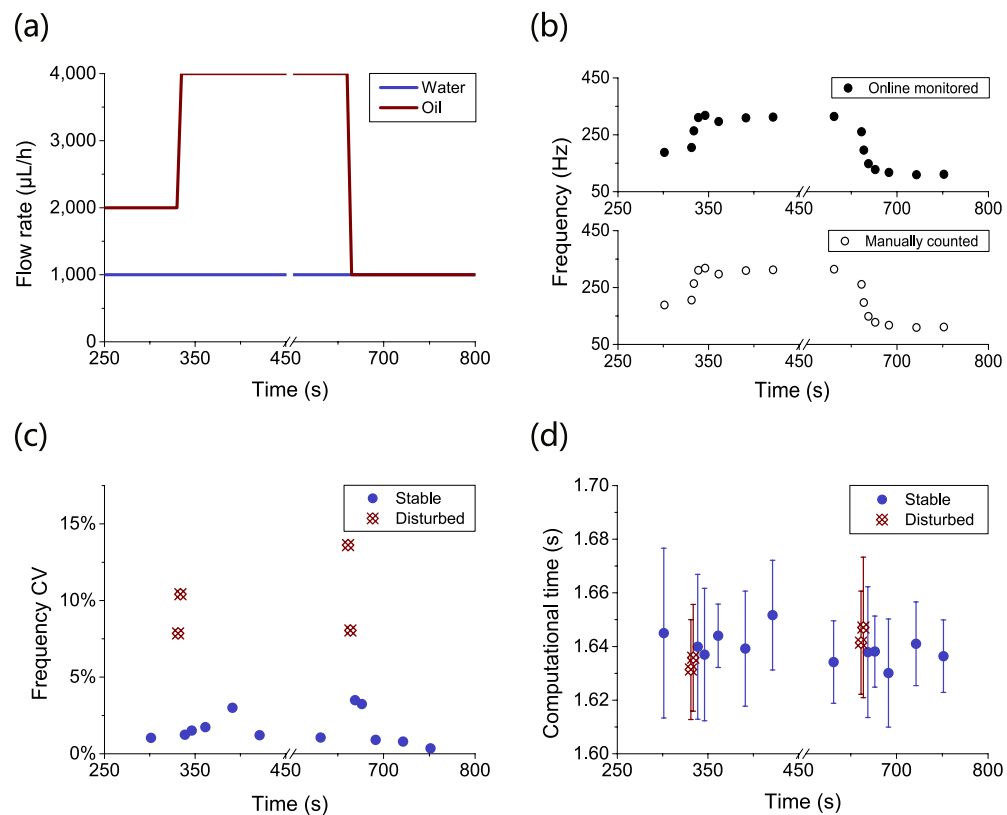 (a)
4,000
3,000
2,000
1,000
0
250
350
450
700
800
Flow rate (µL/h)
Time (s)
Water
Oil
(b)
450
250
50
250
350
450
700
800
Online monitored
450
250
50
250
350
450
700
800
Manually counted
Frequency (Hz)
Time (s)
(c)
15%
10%
5%
0%
250
350
450
700
800
Frequency CV
Time (s)
Stable
Disturbed
(d)
1.70
1.68
1.66
1.64
1.62
1.60
250
350
450
700
800
Computational time (s)
Time (s)
Stable
Disturbed